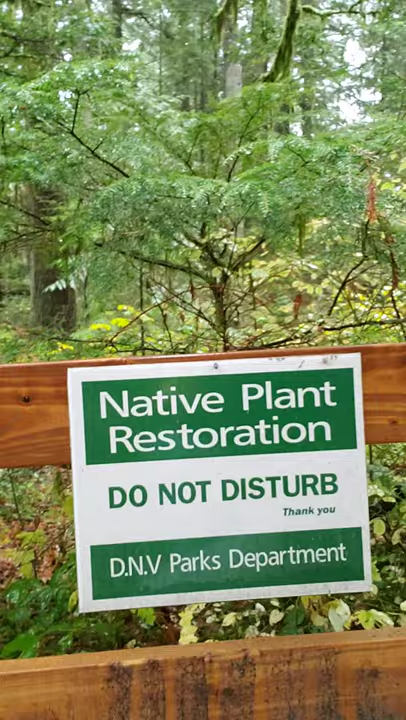 Native Plant
Restoration
DO NOT DISTURB
Thank you
D.N.V Parks Department